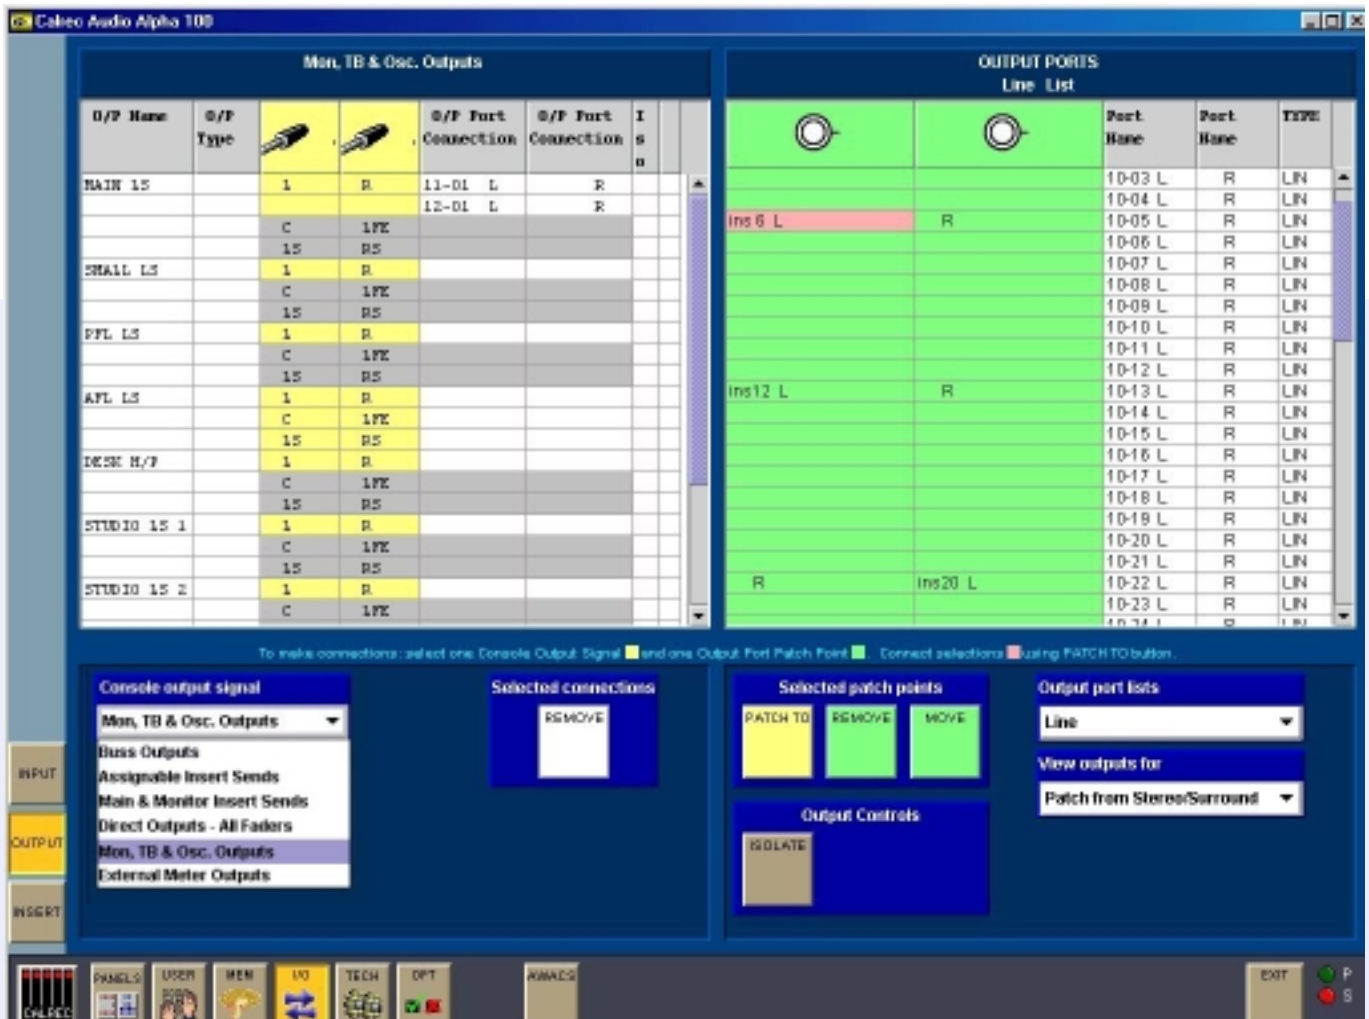 Calrec Audio Alpha 100
Mon, TB & Osc. Outputs
O/P Name O/P Type O/P Port Connection O/P Port Connection Iso
MAIN LS L R 11-01 L R
12-01 L R
C LFE
LS RS
SMALL LS L R
C LFE
LS RS
PFL LS L R
C LFE
LS RS
AFL LS L R
C LFE
LS RS
DESK H/P L R
C LFE
LS RS
STUDIO LS 1 L R
C LFE
LS RS
STUDIO LS 2 L R
C LFE
OUTPUT PORTS
Line List
Port Name Port Name TYPE
10-03 L R LIN
10-04 L R LIN
ins 6 L R 10-05 L R LIN
10-06 L R LIN
10-07 L R LIN
10-08 L R LIN
10-09 L R LIN
10-10 L R LIN
10-11 L R LIN
10-12 L R LIN
ins12 L R 10-13 L R LIN
10-14 L R LIN
10-15 L R LIN
10-16 L R LIN
10-17 L R LIN
10-18 L R LIN
10-19 L R LIN
10-20 L R LIN
10-21 L R LIN
R ins20 L 10-22 L R LIN
10-23 L R LIN
10-24 L R LIN
To make connections: select one Console Output Signal and one Output Port Patch Point . Connect selections using PATCH TO button.
Console output signal
Mon, TB & Osc. Outputs
Buss Outputs
Assignable Insert Sends
Main & Monitor Insert Sends
Direct Outputs - All Faders
Mon, TB & Osc. Outputs
External Meter Outputs
Selected connections
REMOVE
Selected patch points
PATCH TO REMOVE MOVE
Output Controls
ISOLATE
Output port lists
Line
View outputs for
Patch from Stereo/Surround
INPUT
OUTPUT
INSERT
CALREC PANELS USER MEM I/O TECH OPT AWACS EXIT P
S